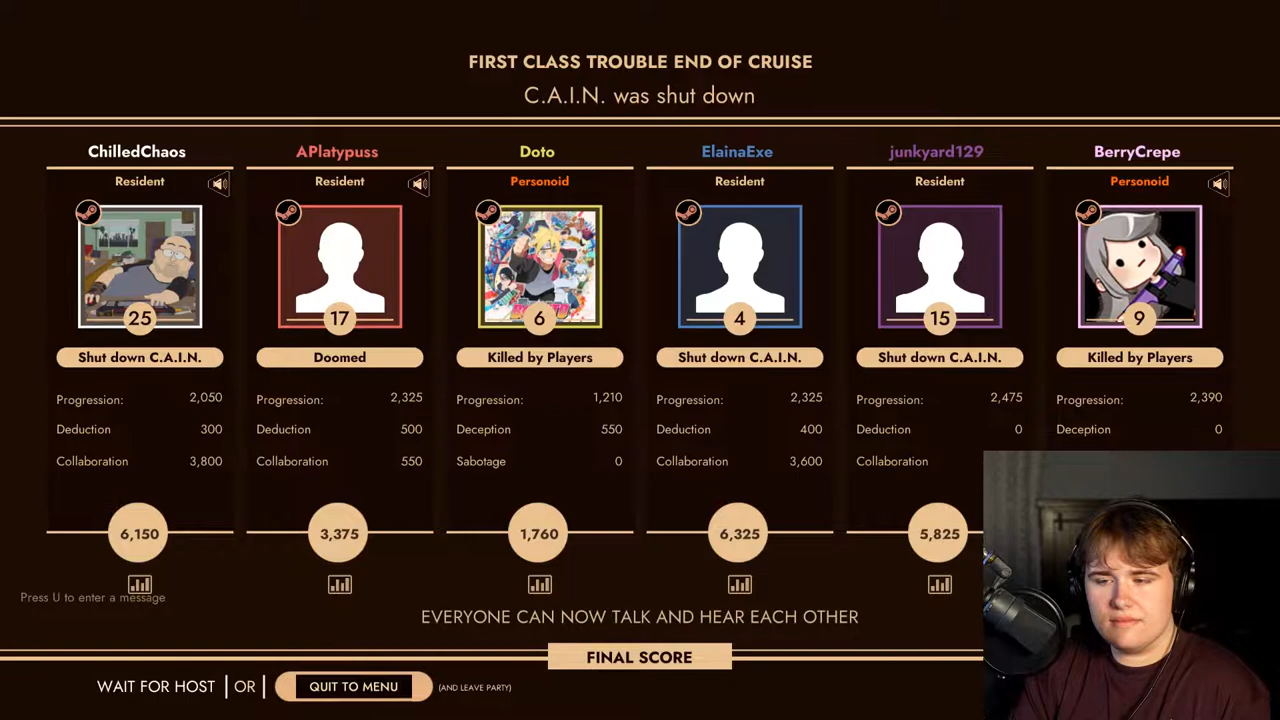 FIRST CLASS TROUBLE END OF CRUISE
C.A.I.N. was shut down
ChilledChaos
Resident
25
Shut down C.A.I.N.
Progression: 2,050
Deduction 300
Collaboration 3,800
6,150
APlatypuss
Resident
17
Doomed
Progression: 2,325
Deduction 500
Collaboration 550
3,375
Doto
Personoid
6
Killed by Players
Progression: 1,210
Deception 550
Sabotage 0
1,760
ElainaExe
Resident
4
Shut down C.A.I.N.
Progression: 2,325
Deduction 400
Collaboration 3,600
6,325
junkyard129
Resident
15
Shut down C.A.I.N.
Progression: 2,475
Deduction 0
Collaboration
5,825
BerryCrepe
Personoid
9
Killed by Players
Progression: 2,390
Deception 0
Press U to enter a message
EVERYONE CAN NOW TALK AND HEAR EACH OTHER
FINAL SCORE
WAIT FOR HOST | OR | QUIT TO MENU (AND LEAVE PARTY)